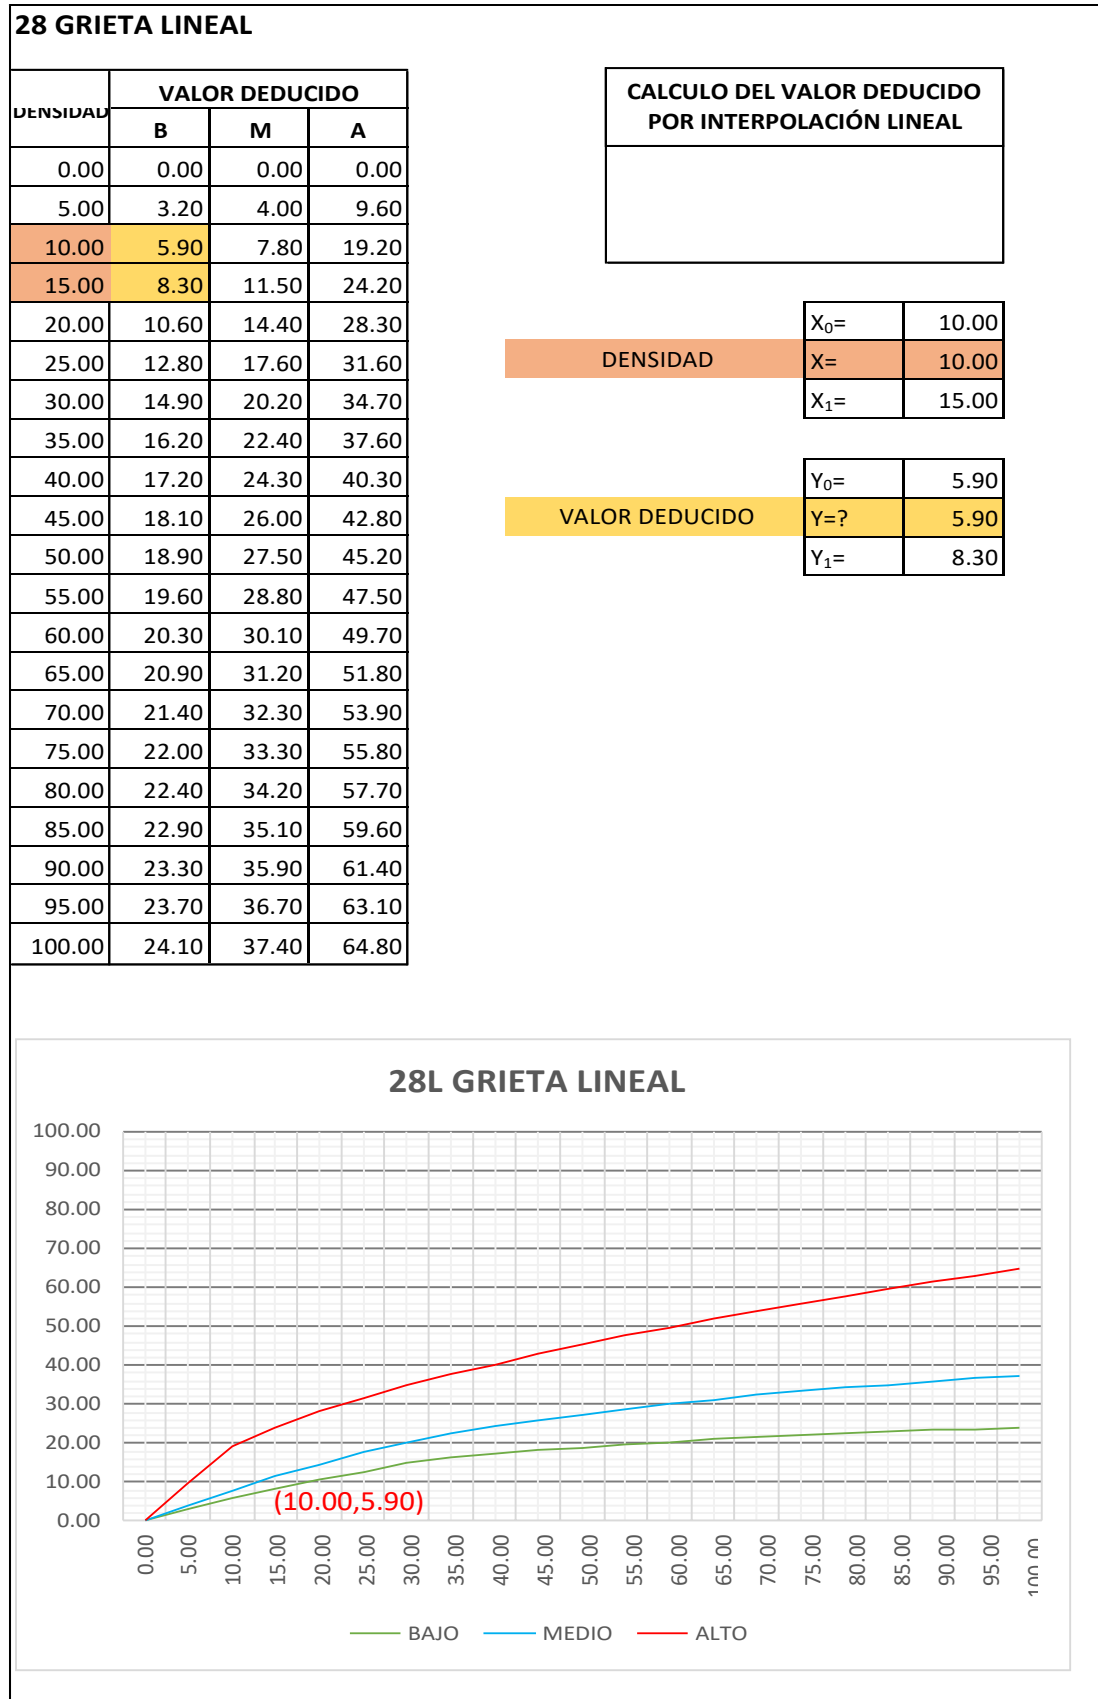 28 GRIETA LINEAL
DENSIDAD VALOR DEDUCIDO
B M A
0.00 0.00 0.00 0.00
5.00 3.20 4.00 9.60
10.00 5.90 7.80 19.20
15.00 8.30 11.50 24.20
20.00 10.60 14.40 28.30
25.00 12.80 17.60 31.60
30.00 14.90 20.20 34.70
35.00 16.20 22.40 37.60
40.00 17.20 24.30 40.30
45.00 18.10 26.00 42.80
50.00 18.90 27.50 45.20
55.00 19.60 28.80 47.50
60.00 20.30 30.10 49.70
65.00 20.90 31.20 51.80
70.00 21.40 32.30 53.90
75.00 22.00 33.30 55.80
80.00 22.40 34.20 57.70
85.00 22.90 35.10 59.60
90.00 23.30 35.90 61.40
95.00 23.70 36.70 63.10
100.00 24.10 37.40 64.80
CALCULO DEL VALOR DEDUCIDO
POR INTERPOLACIÓN LINEAL
X₀= 10.00
DENSIDAD X= 10.00
X₁= 15.00
Y₀= 5.90
VALOR DEDUCIDO Y=? 5.90
Y₁= 8.30
28L GRIETA LINEAL
100.00
90.00
80.00
70.00
60.00
50.00
40.00
30.00
20.00
10.00
0.00
(10.00,5.90)
0.00 5.00 10.00 15.00 20.00 25.00 30.00 35.00 40.00 45.00 50.00 55.00 60.00 65.00 70.00 75.00 80.00 85.00 90.00 95.00 100.00
BAJO MEDIO ALTO